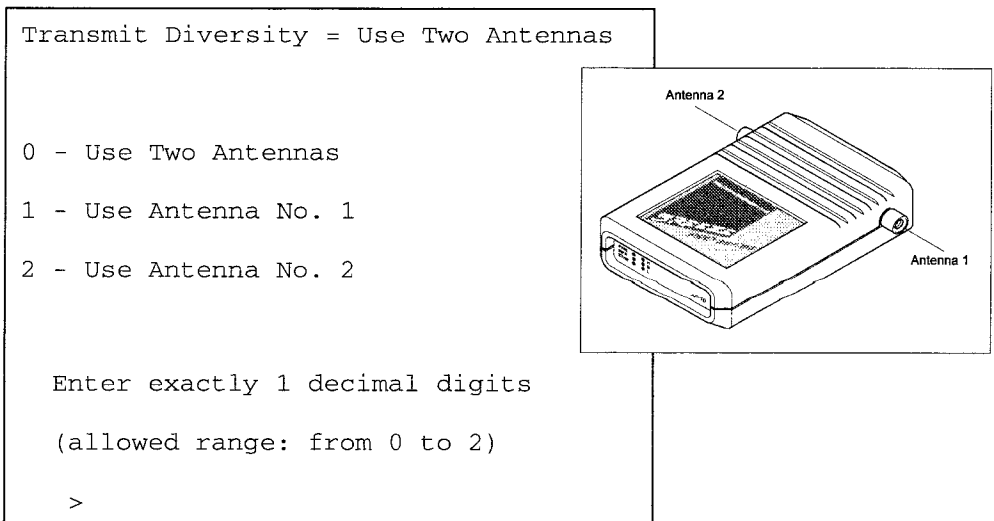 Transmit Diversity = Use Two Antennas
0 - Use Two Antennas
1 - Use Antenna No. 1
2 - Use Antenna No. 2
Enter exactly 1 decimal digits
(allowed range: from 0 to 2)
>
Antenna 2
Antenna 1